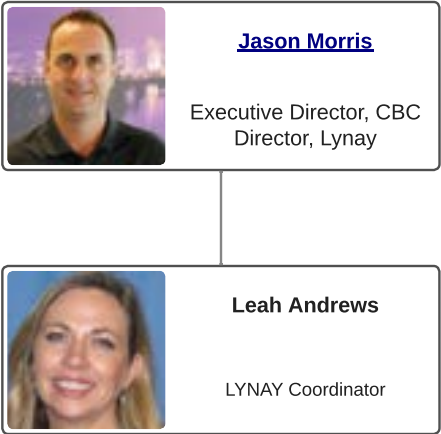 Jason Morris
Executive Director, CBC
Director, Lynay
Leah Andrews
LYNAY Coordinator